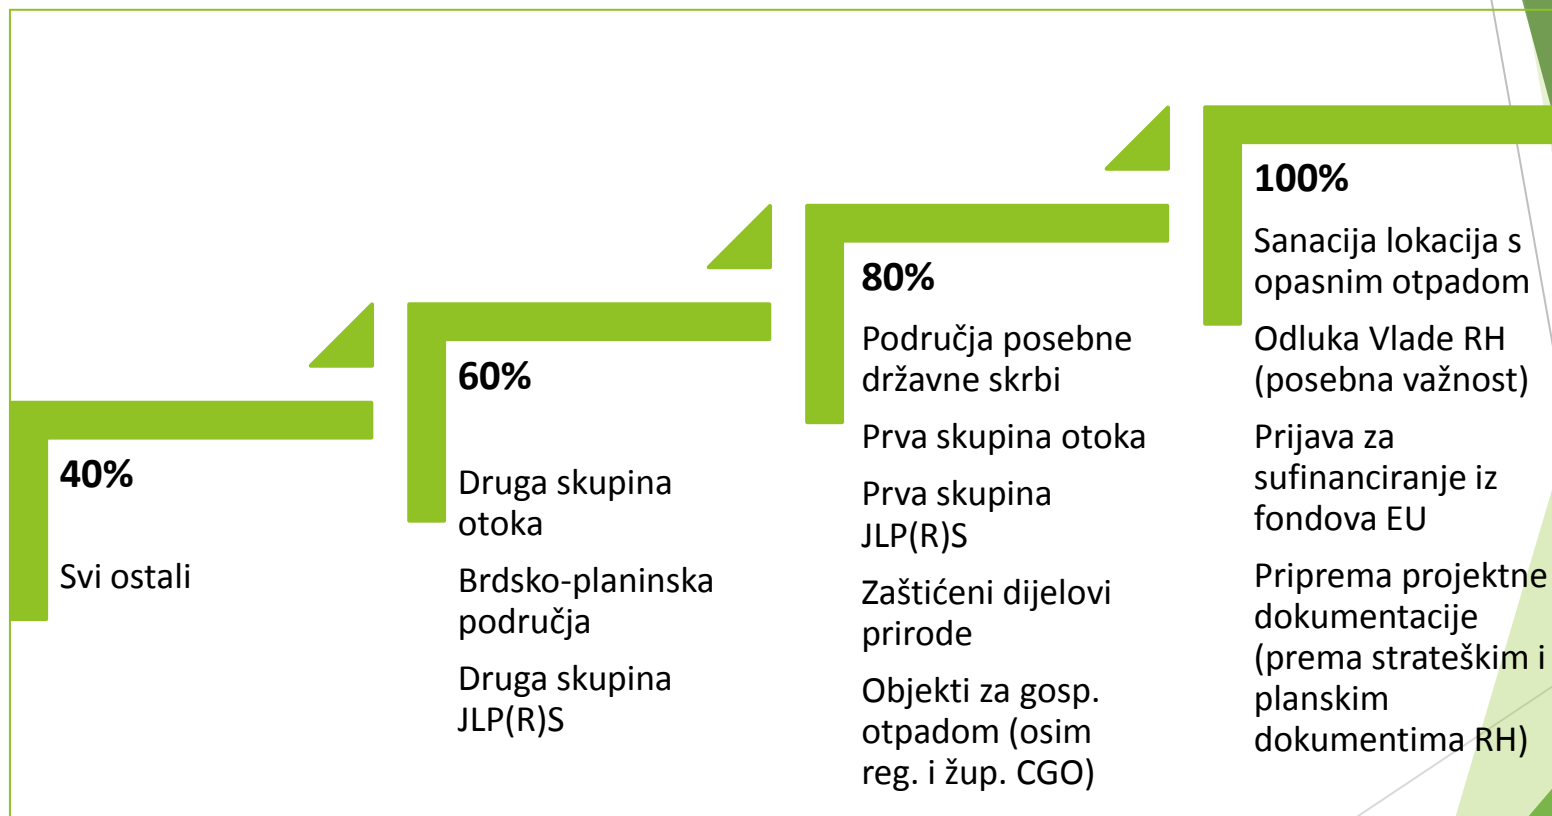 40%
Svi ostali
60%
Druga skupina
otoka
Brdsko-planinska
područja
Druga skupina
JLP(R)S
80%
Područja posebne
državne skrbi
Prva skupina otoka
Prva skupina
JLP(R)S
Zaštićeni dijelovi
prirode
Objekti za gosp.
otpadom (osim
reg. i žup. CGO)
100%
Sanacija lokacija s
opasnim otpadom
Odluka Vlade RH
(posebna važnost)
Prijava za
sufinanciranje iz
fondova EU
Priprema projektne
dokumentacije
(prema strateškim i
planskim
dokumentima RH)